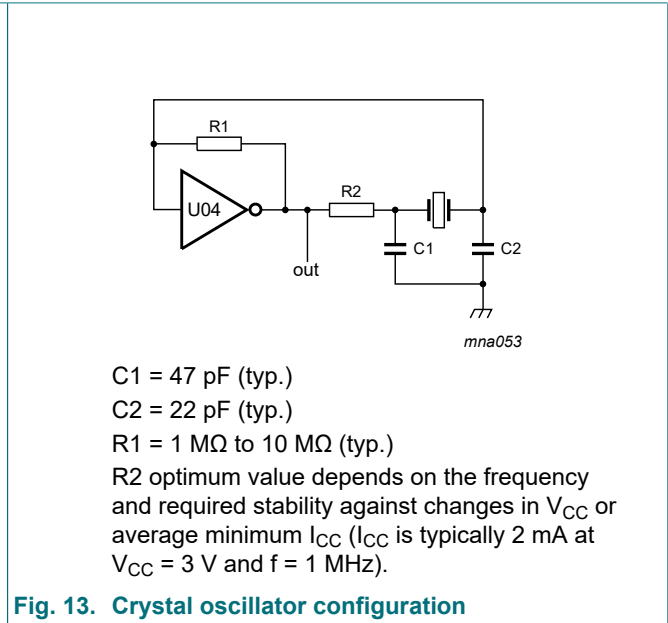 R1
U04
R2
out
C1
C2
mna053
C1 = 47 pF (typ.)
C2 = 22 pF (typ.)
R1 = 1 MΩ to 10 MΩ (typ.)
R2 optimum value depends on the frequency
and required stability against changes in VCC or
average minimum ICC (ICC is typically 2 mA at
VCC = 3 V and f = 1 MHz).
Fig. 13. Crystal oscillator configuration